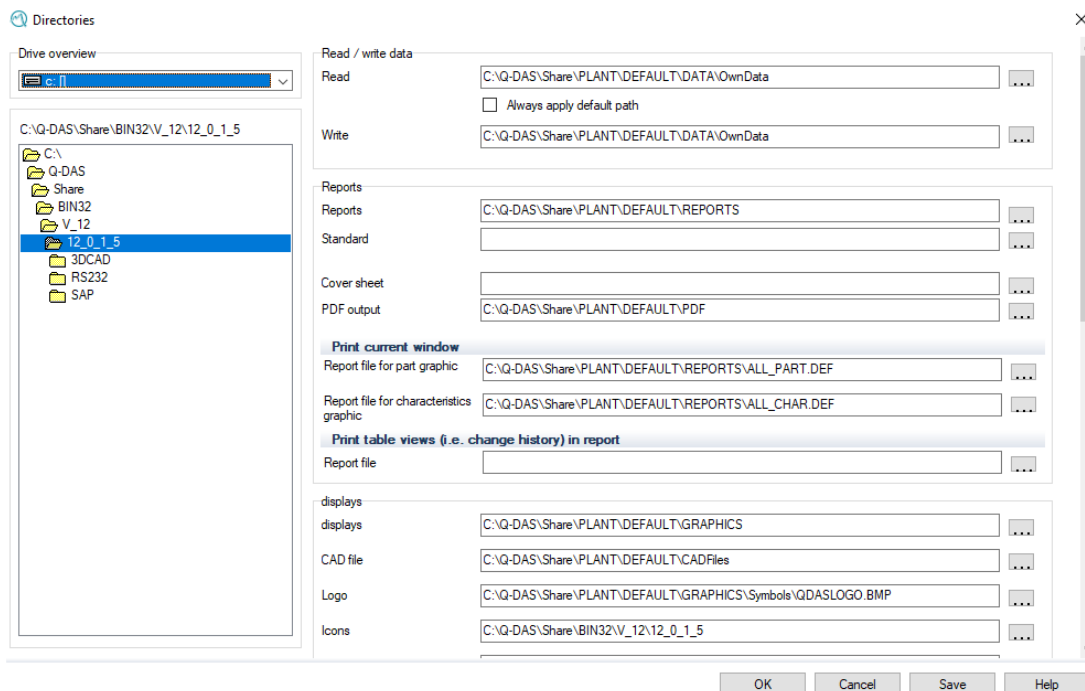 Directories
Drive overview
c: []
C:\Q-DAS\Share\BIN32\V_12\12_0_1_5
C:\
Q-DAS
Share
BIN32
V_12
12_0_1_5
3DCAD
RS232
SAP
Read / write data
Read
C:\Q-DAS\Share\PLANT\DEFAULT\DATA\OwnData
...
Always apply default path
Write
C:\Q-DAS\Share\PLANT\DEFAULT\DATA\OwnData
...
Reports
Reports
C:\Q-DAS\Share\PLANT\DEFAULT\REPORTS
...
Standard
...
Cover sheet
...
PDF output
C:\Q-DAS\Share\PLANT\DEFAULT\PDF
...
Print current window
Report file for part graphic
C:\Q-DAS\Share\PLANT\DEFAULT\REPORTS\ALL_PART.DEF
...
Report file for characteristics
graphic
C:\Q-DAS\Share\PLANT\DEFAULT\REPORTS\ALL_CHAR.DEF
...
Print table views (i.e. change history) in report
Report file
...
displays
displays
C:\Q-DAS\Share\PLANT\DEFAULT\GRAPHICS
...
CAD file
C:\Q-DAS\Share\PLANT\DEFAULT\CADFiles
...
Logo
C:\Q-DAS\Share\PLANT\DEFAULT\GRAPHICS\Symbols\QDASLOGO.BMP
...
Icons
C:\Q-DAS\Share\BIN32\V_12\12_0_1_5
...
OK
Cancel
Save
Help